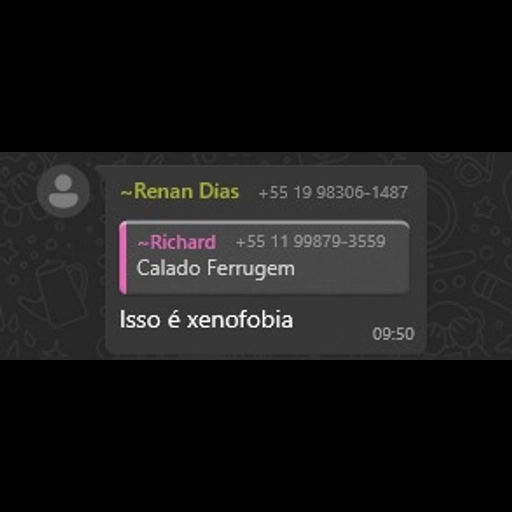 ~Renan Dias +55 19 98306-1487
~Richard +55 11 99879-3559
Calado Ferrugem
Isso é xenofobia
09:50